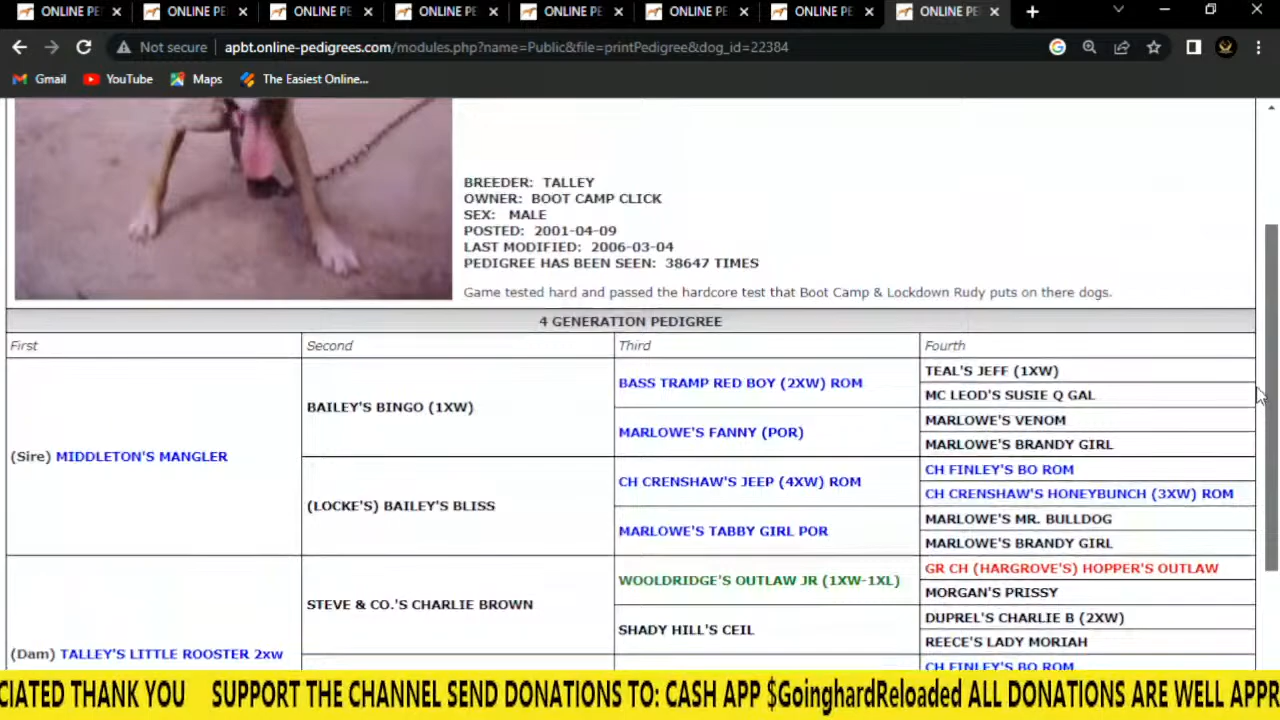 ONLINE PE ONLINE PE ONLINE PE ONLINE PE ONLINE PE ONLINE PE ONLINE PE ONLINE PE
Not secure apbt.online-pedigrees.com/modules.php?name=Public&file=printPedigree&dog_id=22384
Gmail YouTube Maps The Easiest Online...
BREEDER: TALLEY
OWNER: BOOT CAMP CLICK
SEX: MALE
POSTED: 2001-04-09
LAST MODIFIED: 2006-03-04
PEDIGREE HAS BEEN SEEN: 38647 TIMES
Game tested hard and passed the hardcore test that Boot Camp & Lockdown Rudy puts on there dogs.
4 GENERATION PEDIGREE
First Second Third Fourth
(Sire) MIDDLETON'S MANGLER
BAILEY'S BINGO (1XW)
BASS TRAMP RED BOY (2XW) ROM
TEAL'S JEFF (1XW)
MC LEOD'S SUSIE Q GAL
MARLOWE'S FANNY (POR)
MARLOWE'S VENOM
MARLOWE'S BRANDY GIRL
(LOCKE'S) BAILEY'S BLISS
CH CRENSHAW'S JEEP (4XW) ROM
CH FINLEY'S BO ROM
CH CRENSHAW'S HONEYBUNCH (3XW) ROM
MARLOWE'S TABBY GIRL POR
MARLOWE'S MR. BULLDOG
MARLOWE'S BRANDY GIRL
(Dam) TALLEY'S LITTLE ROOSTER 2xw
STEVE & CO.'S CHARLIE BROWN
WOOLDRIDGE'S OUTLAW JR (1XW-1XL)
GR CH (HARGROVE'S) HOPPER'S OUTLAW
MORGAN'S PRISSY
SHADY HILL'S CEIL
DUPREL'S CHARLIE B (2XW)
REECE'S LADY MORIAH
CH FINLEY'S BO ROM
CIATED THANK YOU SUPPORT THE CHANNEL SEND DONATIONS TO: CASH APP $GoinghardReloaded ALL DONATIONS ARE WELL APPR